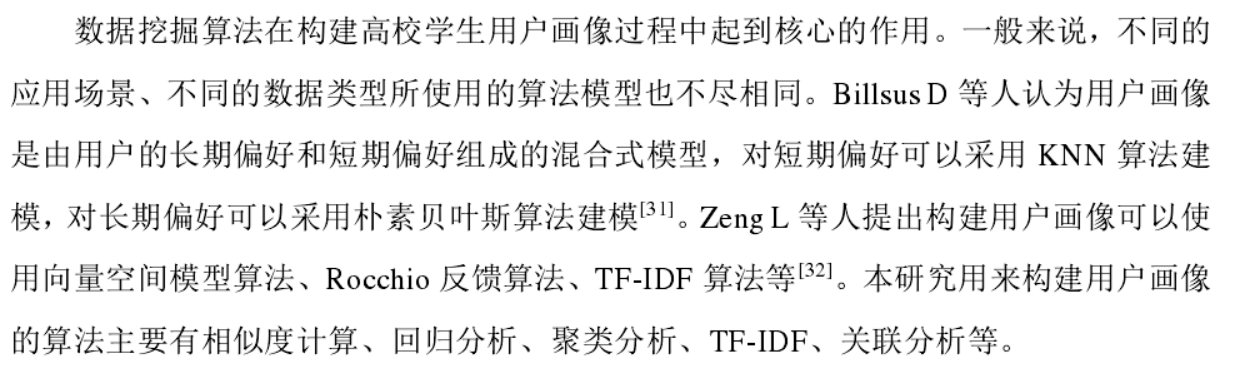 数据挖掘算法在构建高校学生用户画像过程中起到核心的作用。一般来说，不同的
应用场景、不同的数据类型所使用的算法模型也不尽相同。Billsus D 等人认为用户画像
是由用户的长期偏好和短期偏好组成的混合式模型，对短期偏好可以采用 KNN 算法建
模，对长期偏好可以采用朴素贝叶斯算法建模[31]。Zeng L 等人提出构建用户画像可以使
用向量空间模型算法、Rocchio 反馈算法、TF-IDF 算法等[32]。本研究用来构建用户画像
的算法主要有相似度计算、回归分析、聚类分析、TF-IDF、关联分析等。